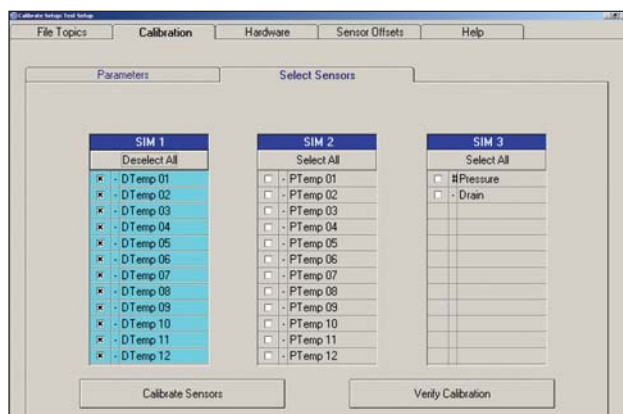 Calibrate Setup: Test Setup
File Topics Calibration Hardware Sensor Offsets Help
Parameters Select Sensors
SIM 1 SIM 2 SIM 3
Deselect All Select All Select All
- DTemp 01 - PTemp 01 #Pressure
- DTemp 02 - PTemp 02 - Drain
- DTemp 03 - PTemp 03
- DTemp 04 - PTemp 04
- DTemp 05 - PTemp 05
- DTemp 06 - PTemp 06
- DTemp 07 - PTemp 07
- DTemp 08 - PTemp 08
- DTemp 09 - PTemp 09
- DTemp 10 - PTemp 10
- DTemp 11 - PTemp 11
- DTemp 12 - PTemp 12
Calibrate Sensors Verify Calibration